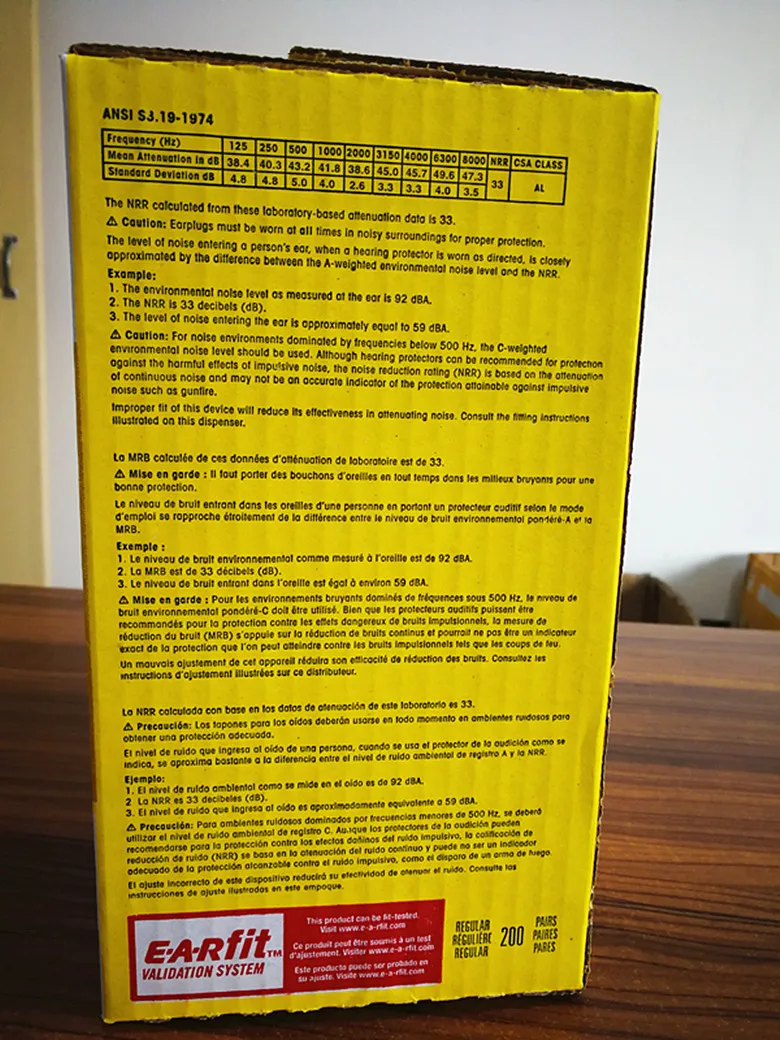 ANSI S3.19-1974
Frequency (Hz) 125 250 500 1000 2000 3150 4000 6300 8000 NRR CSA CLASS
Mean Attenuation in dB 38.4 40.3 43.2 41.8 38.6 45.0 45.7 49.6 47.3 33 AL
Standard Deviation dB 4.8 4.8 5.0 4.0 2.6 3.3 3.3 4.0 3.5
The NRR calculated from these laboratory-based attenuation data is 33.
⚠ Caution: Earplugs must be worn at all times in noisy surroundings for proper protection.
The level of noise entering a person's ear, when a hearing protector is worn as directed, is closely
approximated by the difference between the A-weighted environmental noise level and the NRR.
Example:
1. The environmental noise level as measured at the ear is 92 dBA.
2. The NRR is 33 decibels (dB).
3. The level of noise entering the ear is approximately equal to 59 dBA.
⚠ Caution: For noise environments dominated by frequencies below 500 Hz, the C-weighted
environmental noise level should be used. Although hearing protectors can be recommended for protection
against the harmful effects of impulsive noise, the noise reduction rating (NRR) is based on the attenuation
of continuous noise and may not be an accurate indicator of the protection attainable against impulsive
noise such as gunfire.
Improper fit of this device will reduce its effectiveness in attenuating noise. Consult the fitting instructions
illustrated on this dispenser.
La MRB calculée de ces données d'atténuation de laboratoire est de 33.
⚠ Mise en garde : Il faut porter des bouchons d'oreilles en tout temps dans les milieux bruyants pour une
bonne protection.
Le niveau de bruit entrant dans les oreilles d'une personne en portant un protecteur auditif selon le mode
d'emploi se rapproche étroitement de la différence entre le niveau de bruit environnemental pondéré-A et la
MRB.
Exemple :
1. Le niveau de bruit environnemental comme mesuré à l'oreille est de 92 dBA.
2. La MRB est de 33 décibels (dB).
3. Le niveau de bruit entrant dans l'oreille est égal à environ 59 dBA.
⚠ Mise en garde : Pour les environnements bruyants dominés de fréquences sous 500 Hz, le niveau de
bruit environnemental pondéré-C doit être utilisé. Bien que les protecteurs auditifs puissent être
recommandés pour la protection contre les effets dangereux de bruits impulsionnels, la mesure de
réduction du bruit (MRB) s'appuie sur la réduction de bruits continus et pourrait ne pas être un indicateur
exact de la protection que l'on peut atteindre contre les bruits impulsionnels tels que les coups de feu.
Un mauvais ajustement de cet appareil réduira son efficacité de réduction des bruits. Consultez les
instructions d'ajustement illustrées sur ce distributeur.
La NRR calculada con base en los datos de atenuación de este laboratorio es 33.
⚠ Precaución: Los tapones para los oídos deberán usarse en todo momento en ambientes ruidosos para
obtener una protección adecuada.
El nivel de ruido que ingresa al oído de una persona, cuando se usa el protector de la audición como se
indica, se aproxima bastante a la diferencia entre el nivel de ruido ambiental de registro A y la NRR.
Ejemplo:
1. El nivel de ruido ambiental como se mide en el oído es de 92 dBA.
2 La NRR es 33 decibeles (dB).
3. El nivel de ruido que ingresa al oído es aproximadamente equivalente a 59 dBA.
⚠ Precaución: Para ambientes ruidosos dominados por frecuencias menores de 500 Hz, se deberá
utilizar el nivel de ruido ambiental de registro C. Aunque los protectores de la audición pueden
recomendarse para la protección contra los efectos dañinos del ruido impulsivo, la calificación de
reducción de ruido (NRR) se basa en la atenuación del ruido continuo y puede no ser un indicador
adecuado de la protección alcanzable contra el ruido impulsivo, como el disparo de un arma de fuego.
El ajuste incorrecto de este dispositivo reducirá su efectividad de atenuar el ruido. Consulte las
instrucciones de ajuste ilustradas en este empaque.
E·A·Rfit™
VALIDATION SYSTEM
This product can be fit-tested.
Visit www.e-a-rfit.com
Ce produit peut être soumis à un test
d'ajustement. Visiter www.e-a-rfit.com
Este producto puede ser probado en
su ajuste. Visite www.e-a-rfit.com
REGULAR
RÉGULIÈRE
REGULAR
200
PAIRS
PAIRES
PARES